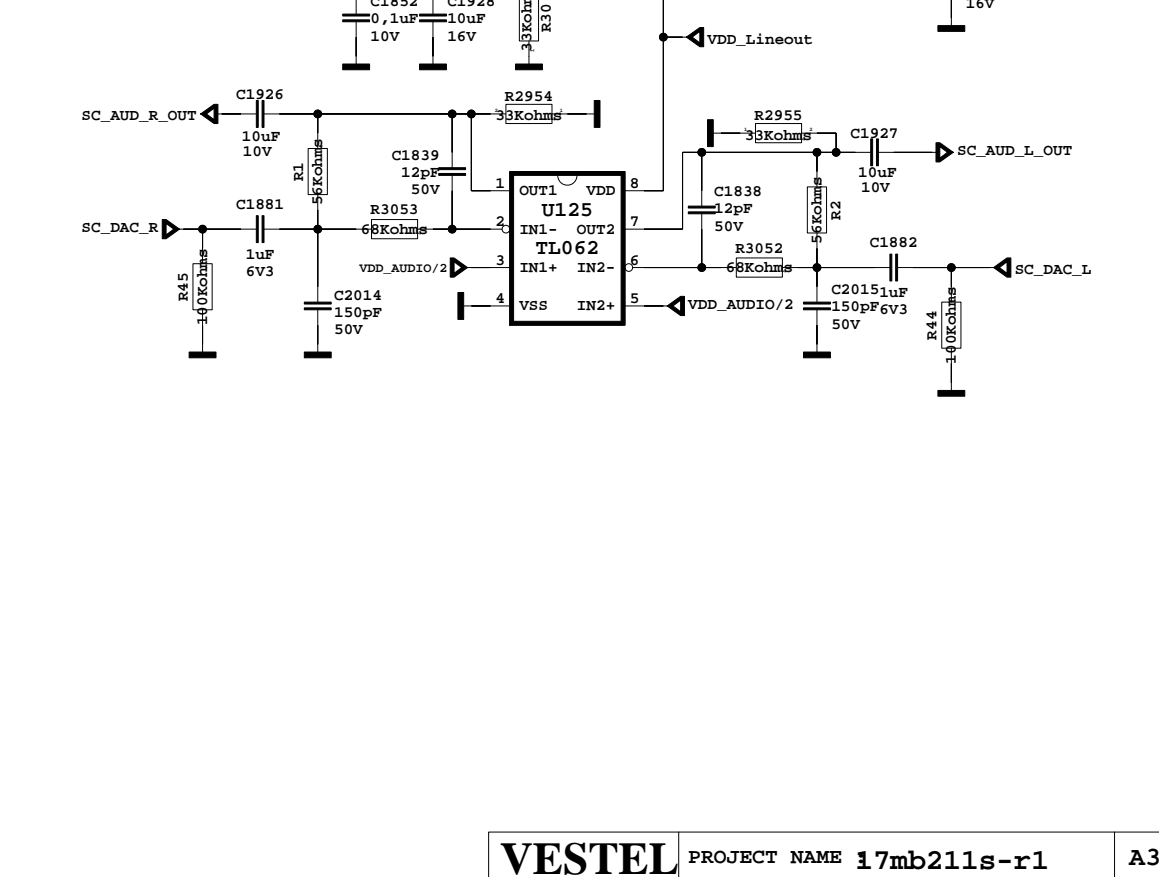 C1852
C1928
0,1uF
10uF
10V
16V
33Kohms
R30
16V
VDD_Lineout
C1926
SC_AUD_R_OUT
10uF
10V
R2954
33Kohms
R2955
33Kohms
C1927
SC_AUD_L_OUT
10uF
10V
R1
56Kohms
C1839
12pF
50V
1
OUT1
VDD
8
C1838
12pF
50V
56Kohms
R2
C1881
SC_DAC_R
1uF
6V3
R3053
68Kohms
2
IN1-
U125
OUT2
7
TL062
VDD_AUDIO/2
3
IN1+
IN2-
6
R3052
68Kohms
C1882
SC_DAC_L
1uF
6V3
R45
100Kohms
C2014
150pF
50V
4
VSS
IN2+
5
VDD_AUDIO/2
C2015
150pF
50V
R44
100Kohms
VESTEL
PROJECT NAME :
17mb211s-r1
A3